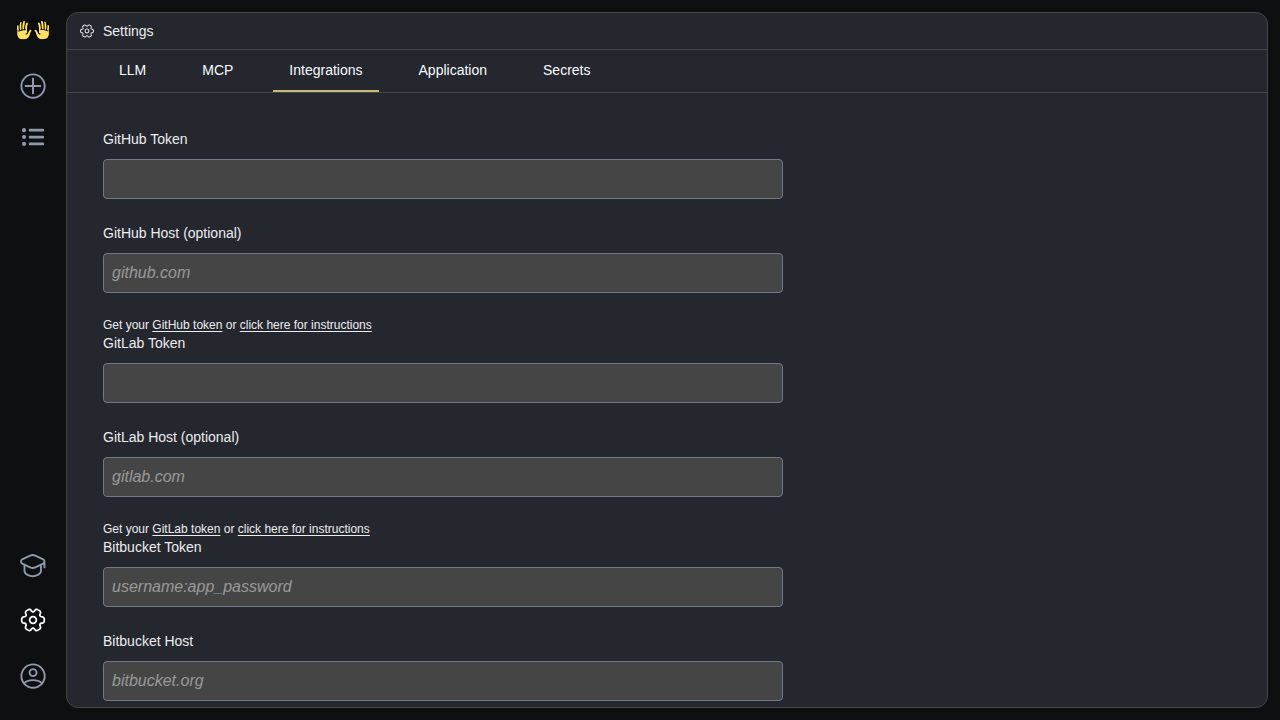 Settings
LLM MCP Integrations Application Secrets
GitHub Token
GitHub Host (optional)
github.com
Get your GitHub token or click here for instructions
GitLab Token
GitLab Host (optional)
gitlab.com
Get your GitLab token or click here for instructions
Bitbucket Token
username:app_password
Bitbucket Host
bitbucket.org